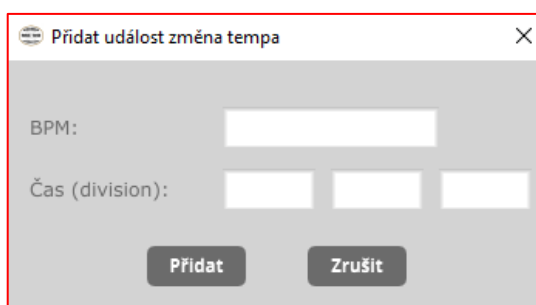 Přidat událost změna tempa
BPM:
Čas (division):
Přidat
Zrušit